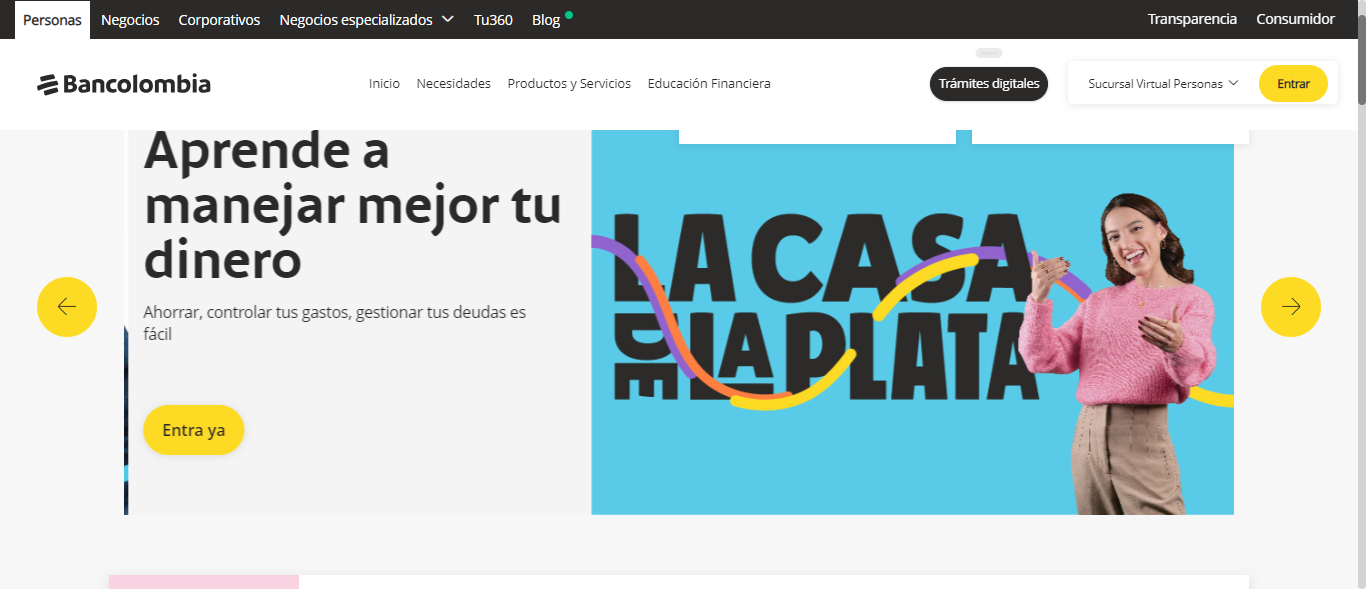 Personas Negocios Corporativos Negocios especializados Tu360 Blog Transparencia Consumidor
Bancolombia Inicio Necesidades Productos y Servicios Educación Financiera Trámites digitales Sucursal Virtual Personas Entrar
Aprende a
manejar mejor tu
dinero
Ahorrar, controlar tus gastos, gestionar tus deudas es
fácil
Entra ya
LA CASA
DE LA PLATA